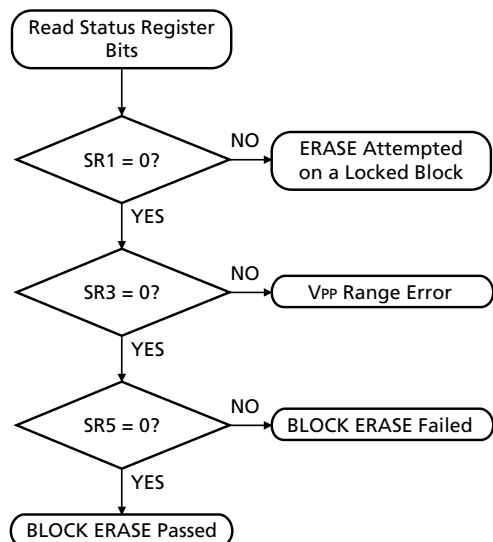 Read Status Register
Bits
SR1 = 0?
NO
ERASE Attempted
on a Locked Block
YES
SR3 = 0?
NO
VPP Range Error
YES
SR5 = 0?
NO
BLOCK ERASE Failed
YES
BLOCK ERASE Passed